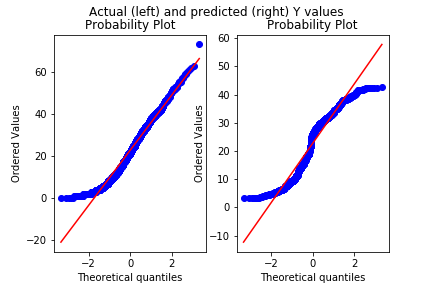 Actual (left) and predicted (right) Y values
Probability Plot
Ordered Values
60
40
20
0
−20
−2
0
2
Theoretical quantiles
Probability Plot
Ordered Values
60
50
40
30
20
10
0
−10
−2
0
2
Theoretical quantiles